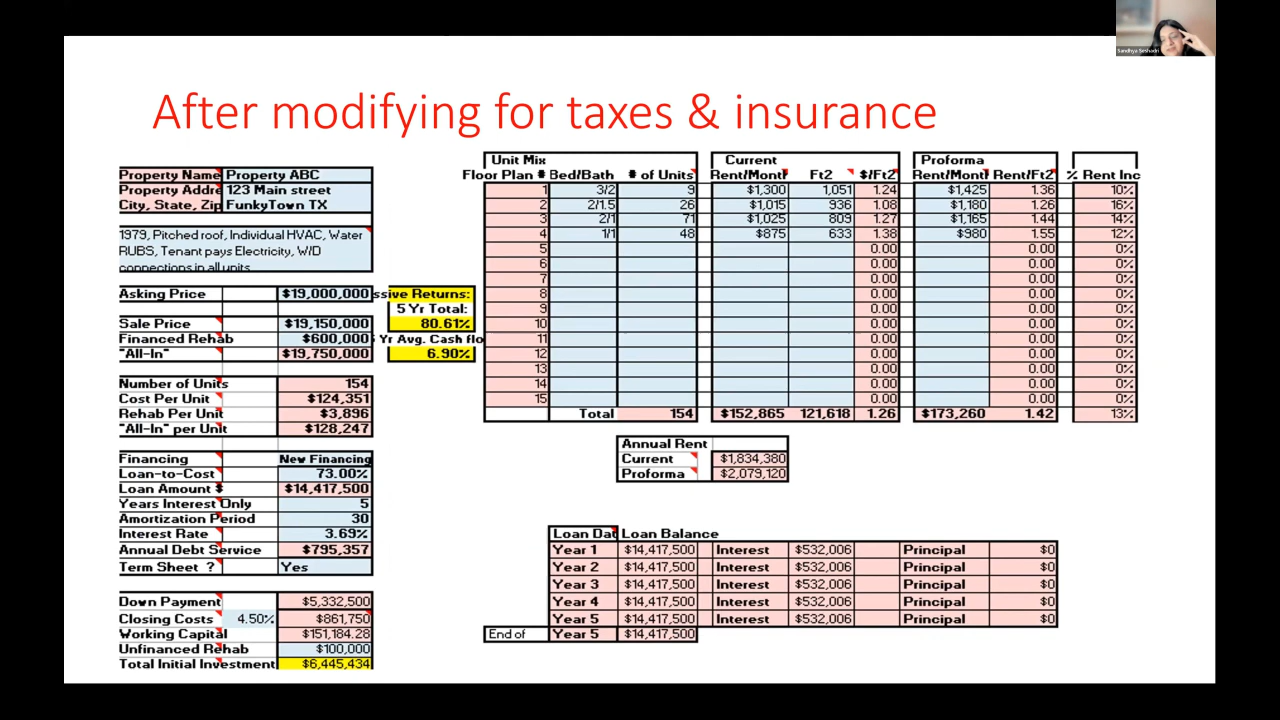 Sandhya Seshadri
After modifying for taxes & insurance
Property Name Property ABC
Property Addre 123 Main street
City, State, Zip FunkyTown TX
1979, Pitched roof, Individual HVAC, Water
RUBS, Tenant pays Electricity, W/D
connections in all units
Asking Price $19,000,000 ssive Returns:
5 Yr Total:
Sale Price $19,150,000 80.61%
Financed Rehab $600,000 Yr Avg. Cash flo
"All-In" $19,750,000 6.90%
Number of Units 154
Cost Per Unit $124,351
Rehab Per Unit $3,896
"All-In" per Unit $128,247
Financing New Financing
Loan-to-Cost 73.00%
Loan Amount $ $14,417,500
Years Interest Only 5
Amortization Period 30
Interest Rate 3.69%
Annual Debt Service $795,357
Term Sheet ? Yes
Down Payment $5,332,500
Closing Costs 4.50% $861,750
Working Capital $151,184.28
Unfinanced Rehab $100,000
Total Initial Investment $6,445,434
Unit Mix Current Proforma
Floor Plan # Bed/Bath # of Units Rent/Month Ft2 $/Ft2 Rent/Month Rent/Ft2 % Rent Inc
1 3/2 9 $1,300 1,051 1.24 $1,425 1.36 10%
2 2/1.5 26 $1,015 936 1.08 $1,180 1.26 16%
3 2/1 71 $1,025 809 1.27 $1,165 1.44 14%
4 1/1 48 $875 633 1.38 $980 1.55 12%
5 0.00 0.00 0%
6 0.00 0.00 0%
7 0.00 0.00 0%
8 0.00 0.00 0%
9 0.00 0.00 0%
10 0.00 0.00 0%
11 0.00 0.00 0%
12 0.00 0.00 0%
13 0.00 0.00 0%
14 0.00 0.00 0%
15 0.00 0.00 0%
Total 154 $152,865 121,618 1.26 $173,260 1.42 13%
Annual Rent
Current $1,834,380
Proforma $2,079,120
Loan Dat Loan Balance
Year 1 $14,417,500 Interest $532,006 Principal $0
Year 2 $14,417,500 Interest $532,006 Principal $0
Year 3 $14,417,500 Interest $532,006 Principal $0
Year 4 $14,417,500 Interest $532,006 Principal $0
Year 5 $14,417,500 Interest $532,006 Principal $0
End of Year 5 $14,417,500